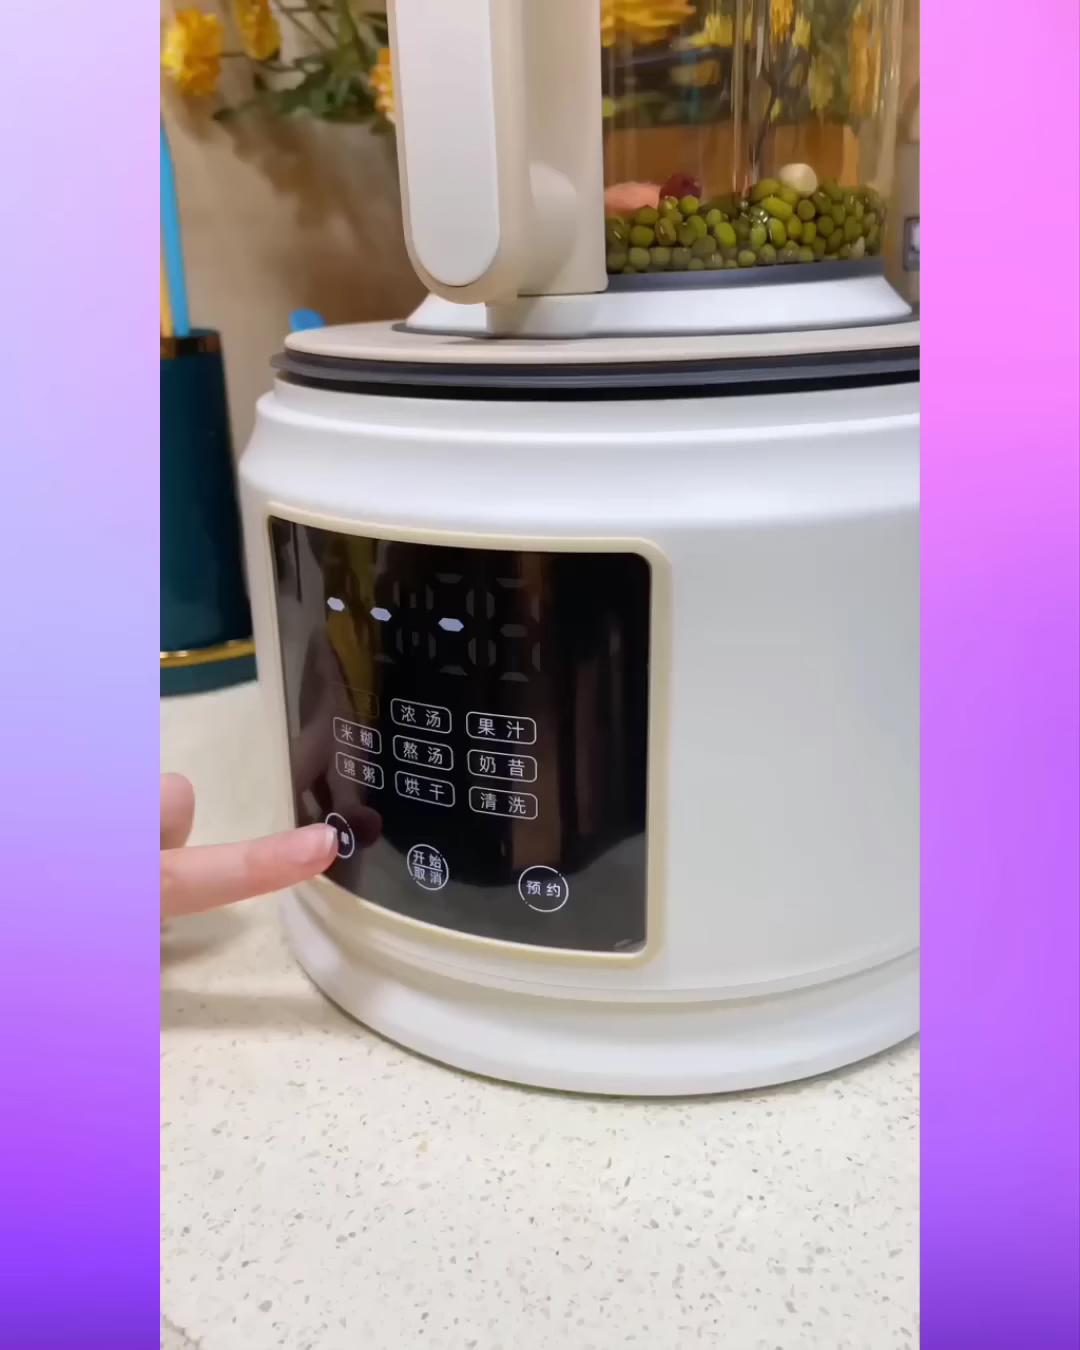 浓汤 果汁
米糊 熬汤 奶昔
绵粥 烘干 清洗
单 开始 预约
取消